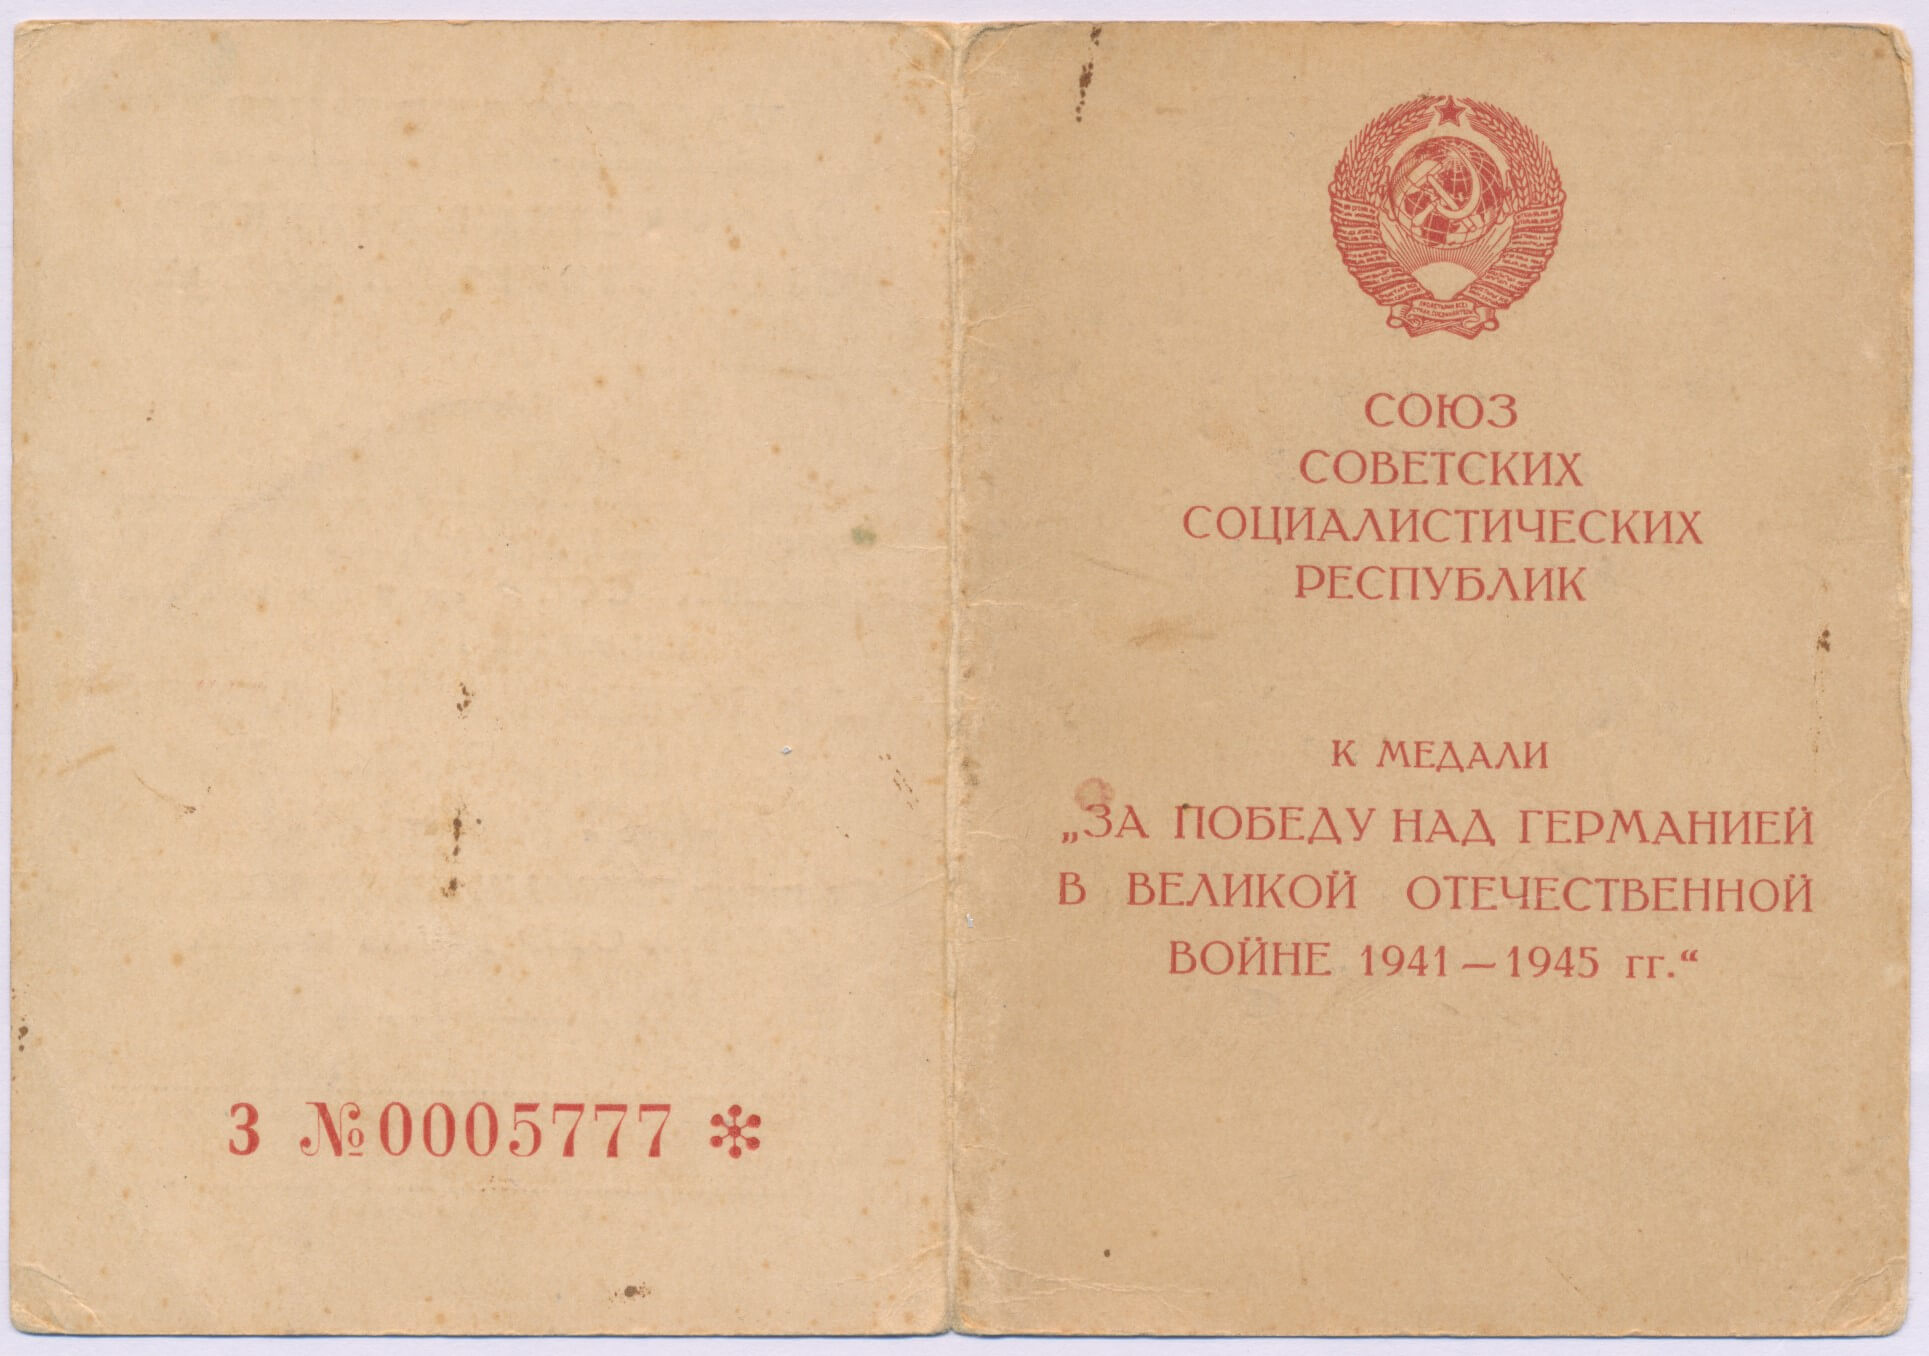 З №0005777
СОЮЗ
СОВЕТСКИХ
СОЦИАЛИСТИЧЕСКИХ
РЕСПУБЛИК
К МЕДАЛИ
„ЗА ПОБЕДУ НАД ГЕРМАНИЕЙ
В ВЕЛИКОЙ ОТЕЧЕСТВЕННОЙ
ВОЙНЕ 1941—1945 гг.“